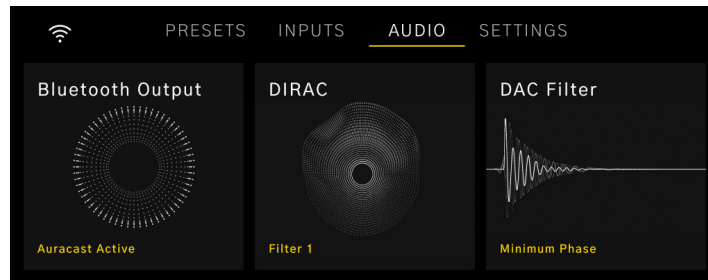 PRESETS INPUTS AUDIO SETTINGS
Bluetooth Output
DIRAC
DAC Filter
Auracast Active
Filter 1
Minimum Phase